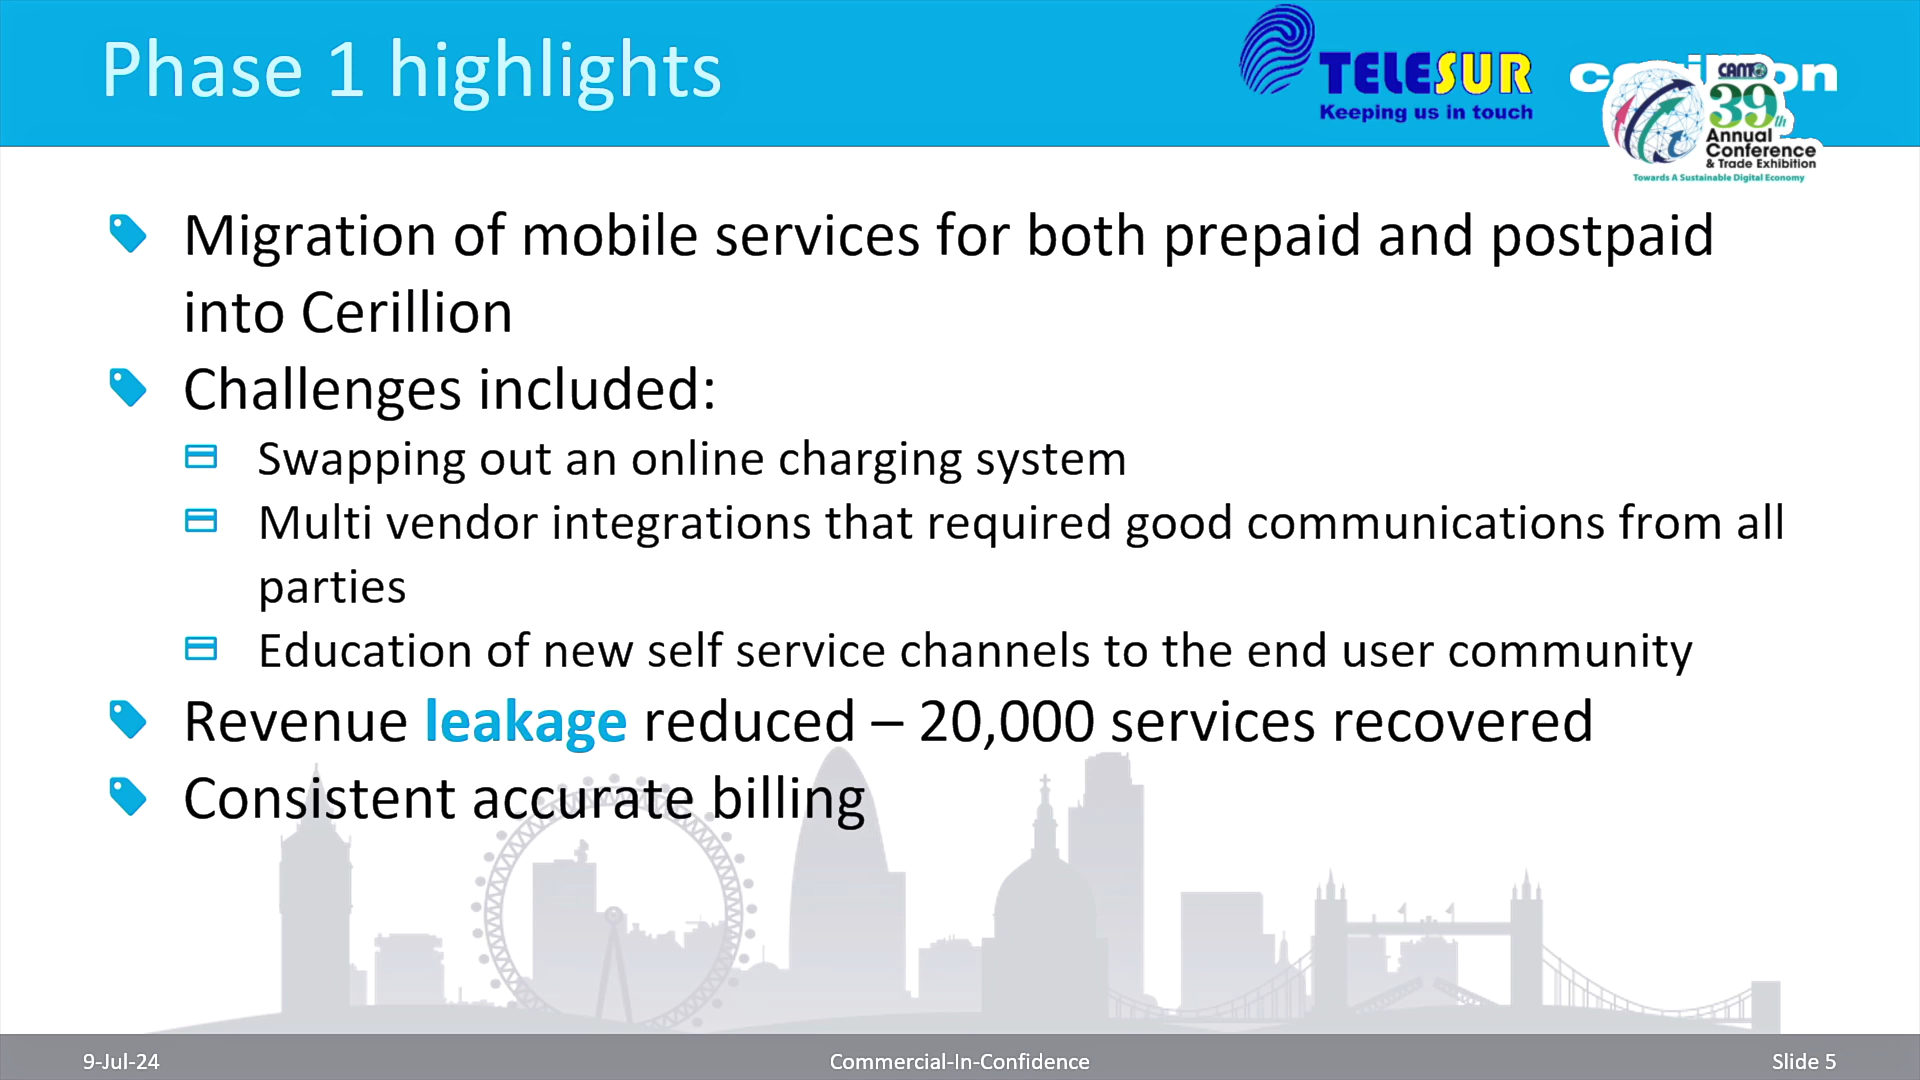 Phase 1 highlights
TELESUR
Keeping us in touch
CANTO
39th
Annual
Conference
& Trade Exhibition
Towards A Sustainable Digital Economy
Migration of mobile services for both prepaid and postpaid
into Cerillion
Challenges included:
Swapping out an online charging system
Multi vendor integrations that required good communications from all
parties
Education of new self service channels to the end user community
Revenue leakage reduced – 20,000 services recovered
Consistent accurate billing
9-Jul-24
Commercial-In-Confidence
Slide 5